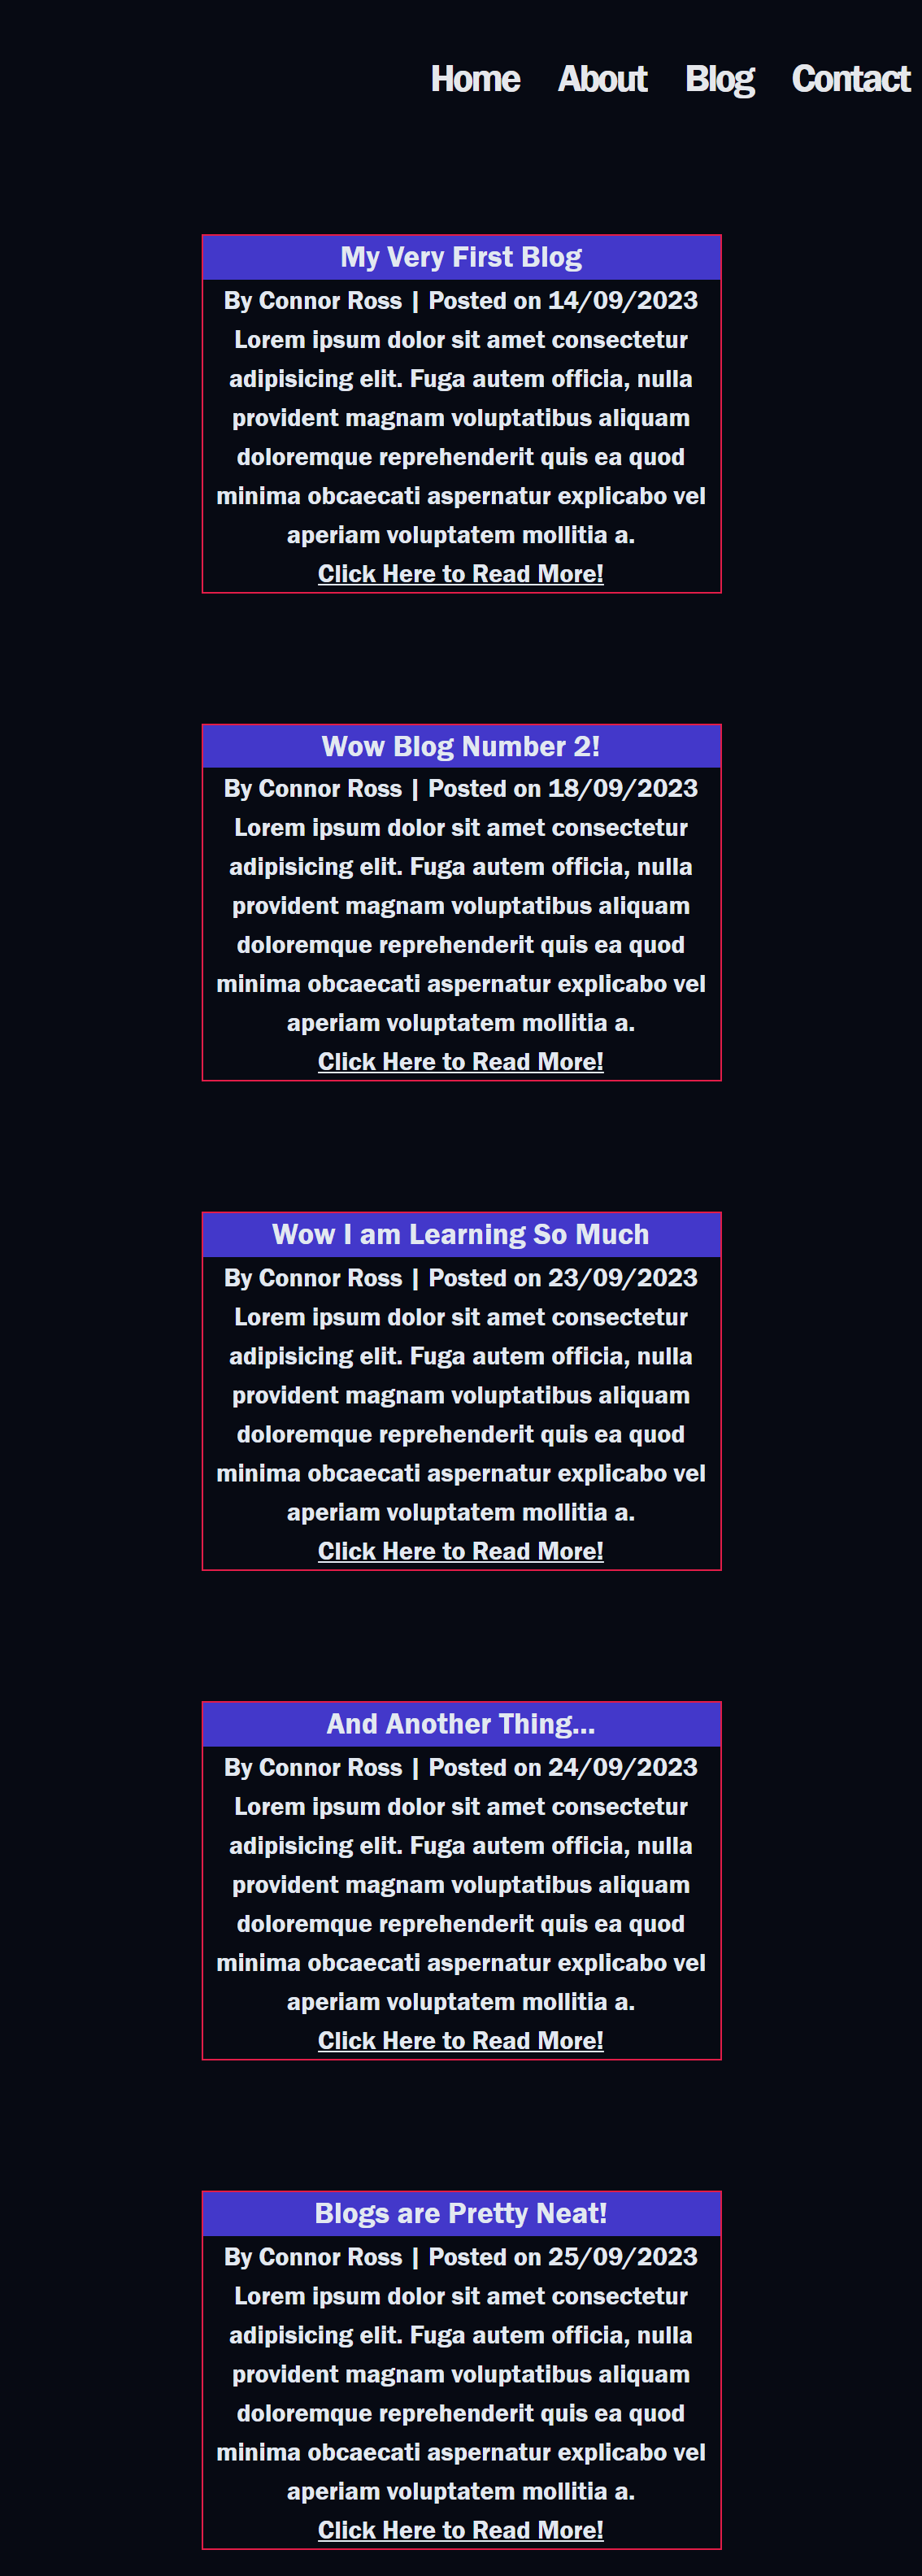 Home About Blog Contact
My Very First Blog
By Connor Ross | Posted on 14/09/2023
Lorem ipsum dolor sit amet consectetur
adipisicing elit. Fuga autem officia, nulla
provident magnam voluptatibus aliquam
doloremque reprehenderit quis ea quod
minima obcaecati aspernatur explicabo vel
aperiam voluptatem mollitia a.
Click Here to Read More!
Wow Blog Number 2!
By Connor Ross | Posted on 18/09/2023
Lorem ipsum dolor sit amet consectetur
adipisicing elit. Fuga autem officia, nulla
provident magnam voluptatibus aliquam
doloremque reprehenderit quis ea quod
minima obcaecati aspernatur explicabo vel
aperiam voluptatem mollitia a.
Click Here to Read More!
Wow I am Learning So Much
By Connor Ross | Posted on 23/09/2023
Lorem ipsum dolor sit amet consectetur
adipisicing elit. Fuga autem officia, nulla
provident magnam voluptatibus aliquam
doloremque reprehenderit quis ea quod
minima obcaecati aspernatur explicabo vel
aperiam voluptatem mollitia a.
Click Here to Read More!
And Another Thing...
By Connor Ross | Posted on 24/09/2023
Lorem ipsum dolor sit amet consectetur
adipisicing elit. Fuga autem officia, nulla
provident magnam voluptatibus aliquam
doloremque reprehenderit quis ea quod
minima obcaecati aspernatur explicabo vel
aperiam voluptatem mollitia a.
Click Here to Read More!
Blogs are Pretty Neat!
By Connor Ross | Posted on 25/09/2023
Lorem ipsum dolor sit amet consectetur
adipisicing elit. Fuga autem officia, nulla
provident magnam voluptatibus aliquam
doloremque reprehenderit quis ea quod
minima obcaecati aspernatur explicabo vel
aperiam voluptatem mollitia a.
Click Here to Read More!